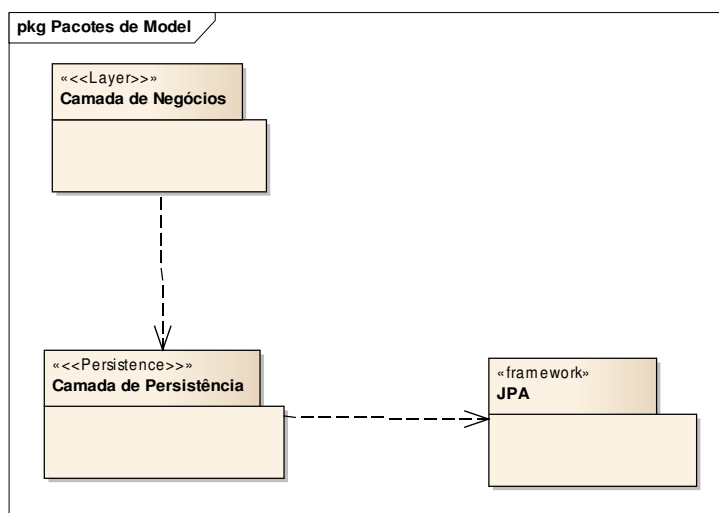 pkg Pacotes de Model
«<<Layer>>»
Camada de Negócios
«<<Persistence>>»
Camada de Persistência
«framework»
JPA